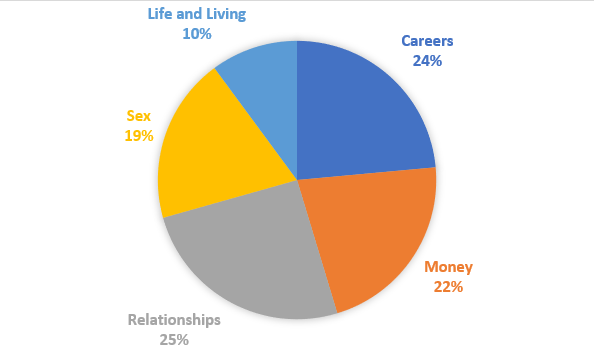 Life and Living
10%
Careers
24%
Sex
19%
Money
22%
Relationships
25%